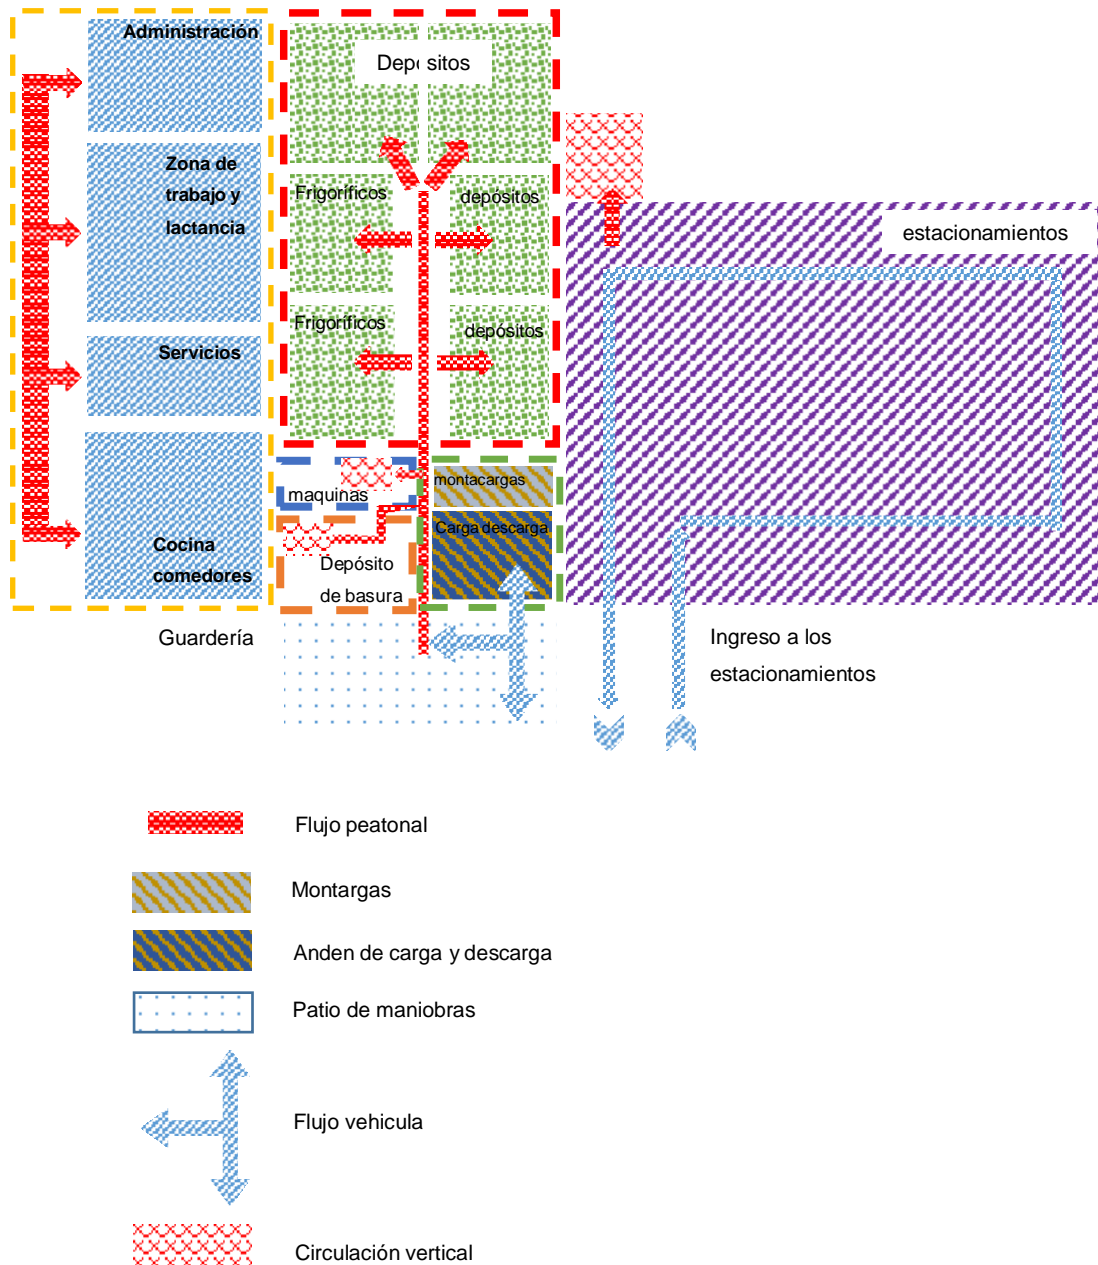 Administración
Depósitos
Zona de
trabajo y
lactancia
Frigoríficos
depósitos
estacionamientos
Frigoríficos
depósitos
Servicios
maquinas
montacargas
Carga descarga
Cocina
comedores
Depósito
de basura
Guardería
Ingreso a los
estacionamientos
Flujo peatonal
Montargas
Anden de carga y descarga
Patio de maniobras
Flujo vehicula
Circulación vertical